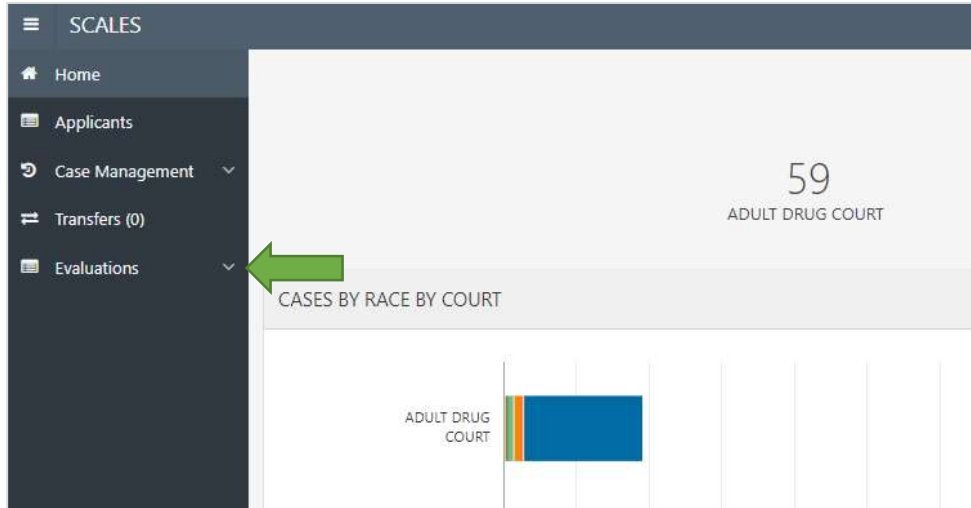 SCALES
Home
Applicants
Case Management
Transfers (0)
Evaluations
59
ADULT DRUG COURT
CASES BY RACE BY COURT
ADULT DRUG
COURT